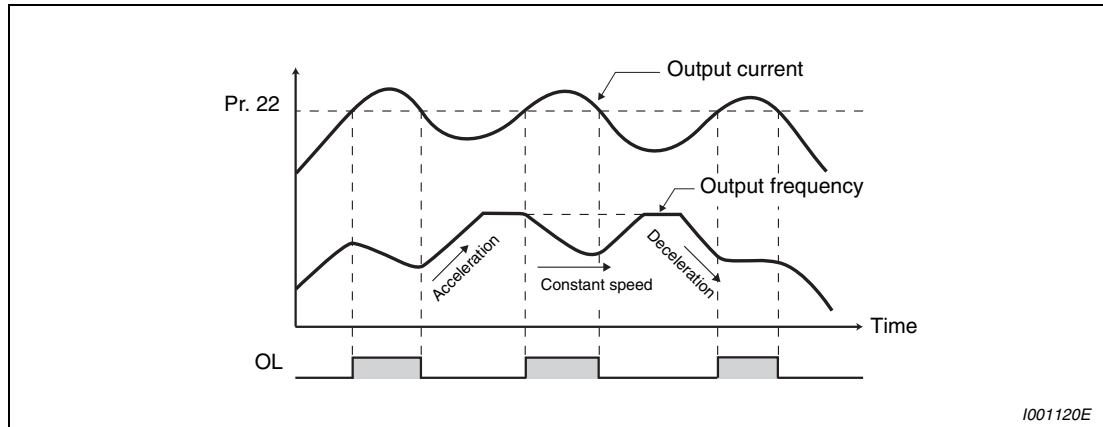 Output current
Pr. 22
Output frequency
Acceleration
Constant speed
Deceleration
Time
OL
I001120E